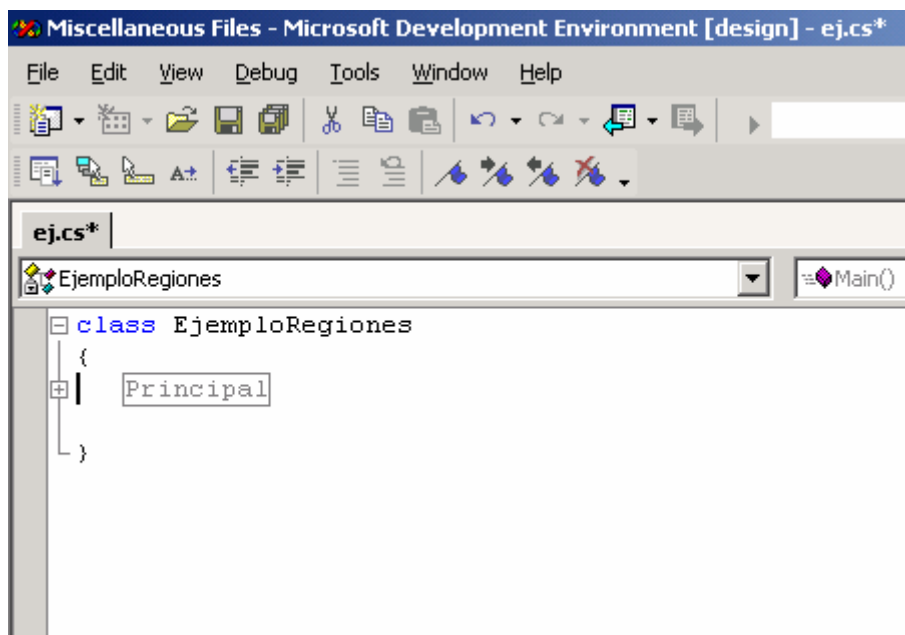 Miscellaneous Files - Microsoft Development Environment [design] - ej.cs*
File Edit View Debug Tools Window Help
ej.cs*
EjemploRegiones Main()
class EjemploRegiones
{
Principal
}